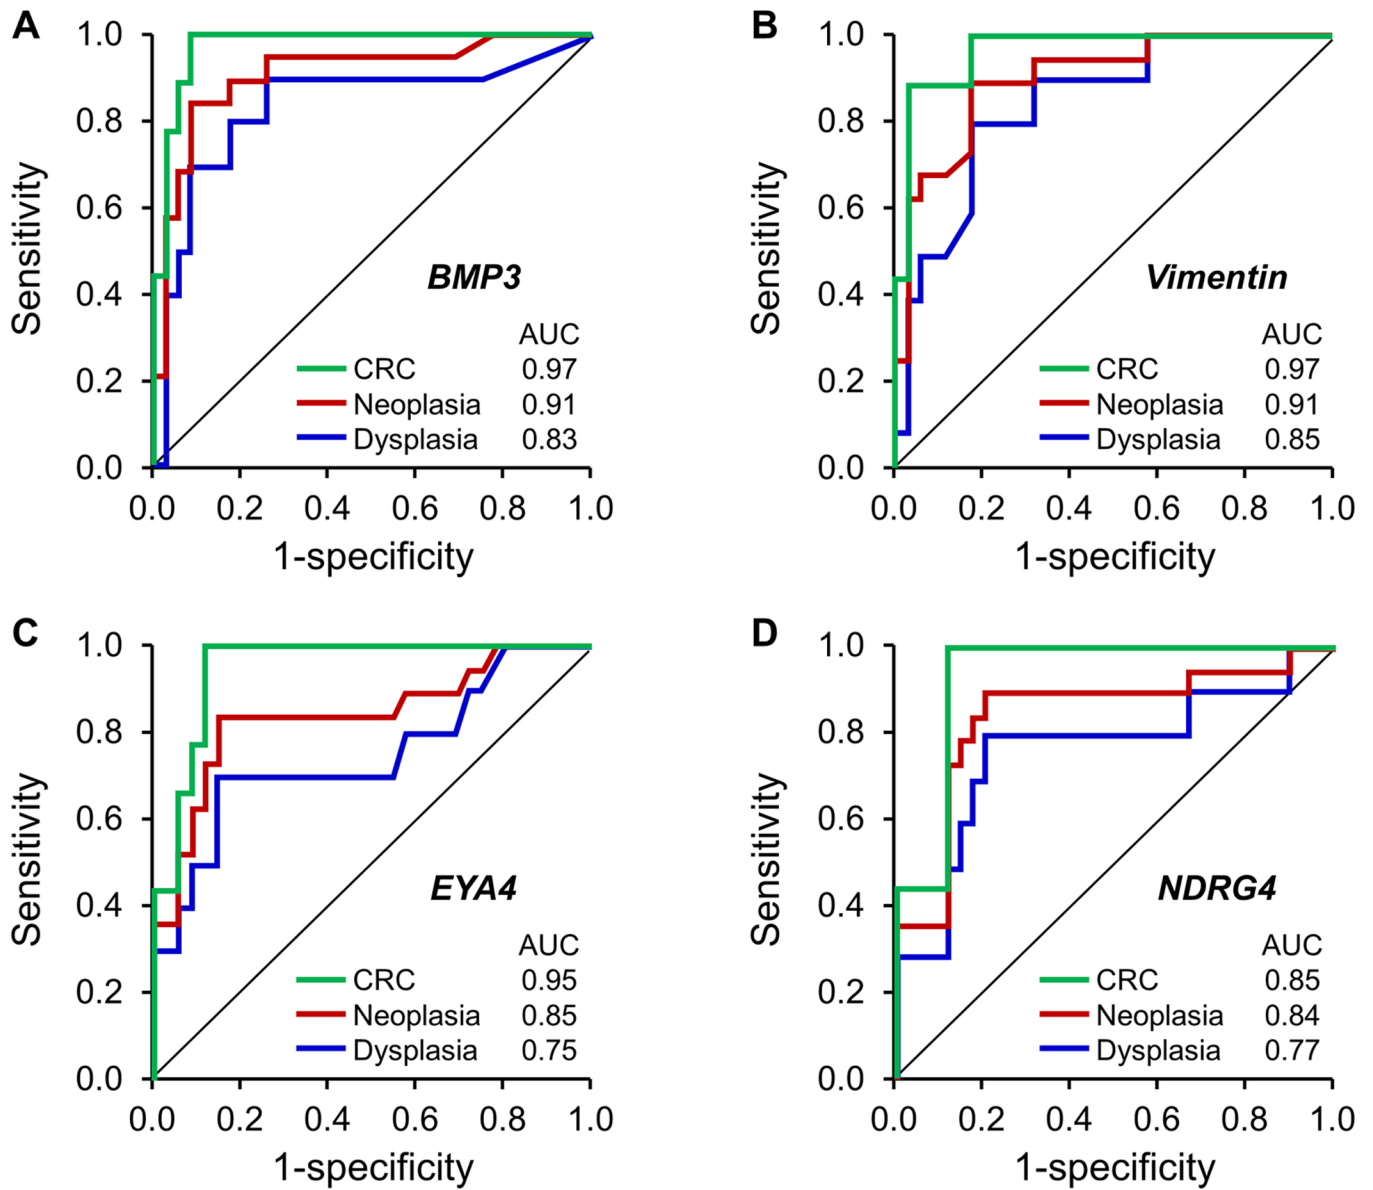 A
1.0
0.8
0.6
0.4
0.2
0.0
Sensitivity
BMP3
AUC
CRC 0.97
Neoplasia 0.91
Dysplasia 0.83
0.0 0.2 0.4 0.6 0.8 1.0
1-specificity
B
1.0
0.8
0.6
0.4
0.2
0.0
Sensitivity
Vimentin
AUC
CRC 0.97
Neoplasia 0.91
Dysplasia 0.85
0.0 0.2 0.4 0.6 0.8 1.0
1-specificity
C
1.0
0.8
0.6
0.4
0.2
0.0
Sensitivity
EYA4
AUC
CRC 0.95
Neoplasia 0.85
Dysplasia 0.75
0.0 0.2 0.4 0.6 0.8 1.0
1-specificity
D
1.0
0.8
0.6
0.4
0.2
0.0
Sensitivity
NDRG4
AUC
CRC 0.85
Neoplasia 0.84
Dysplasia 0.77
0.0 0.2 0.4 0.6 0.8 1.0
1-specificity